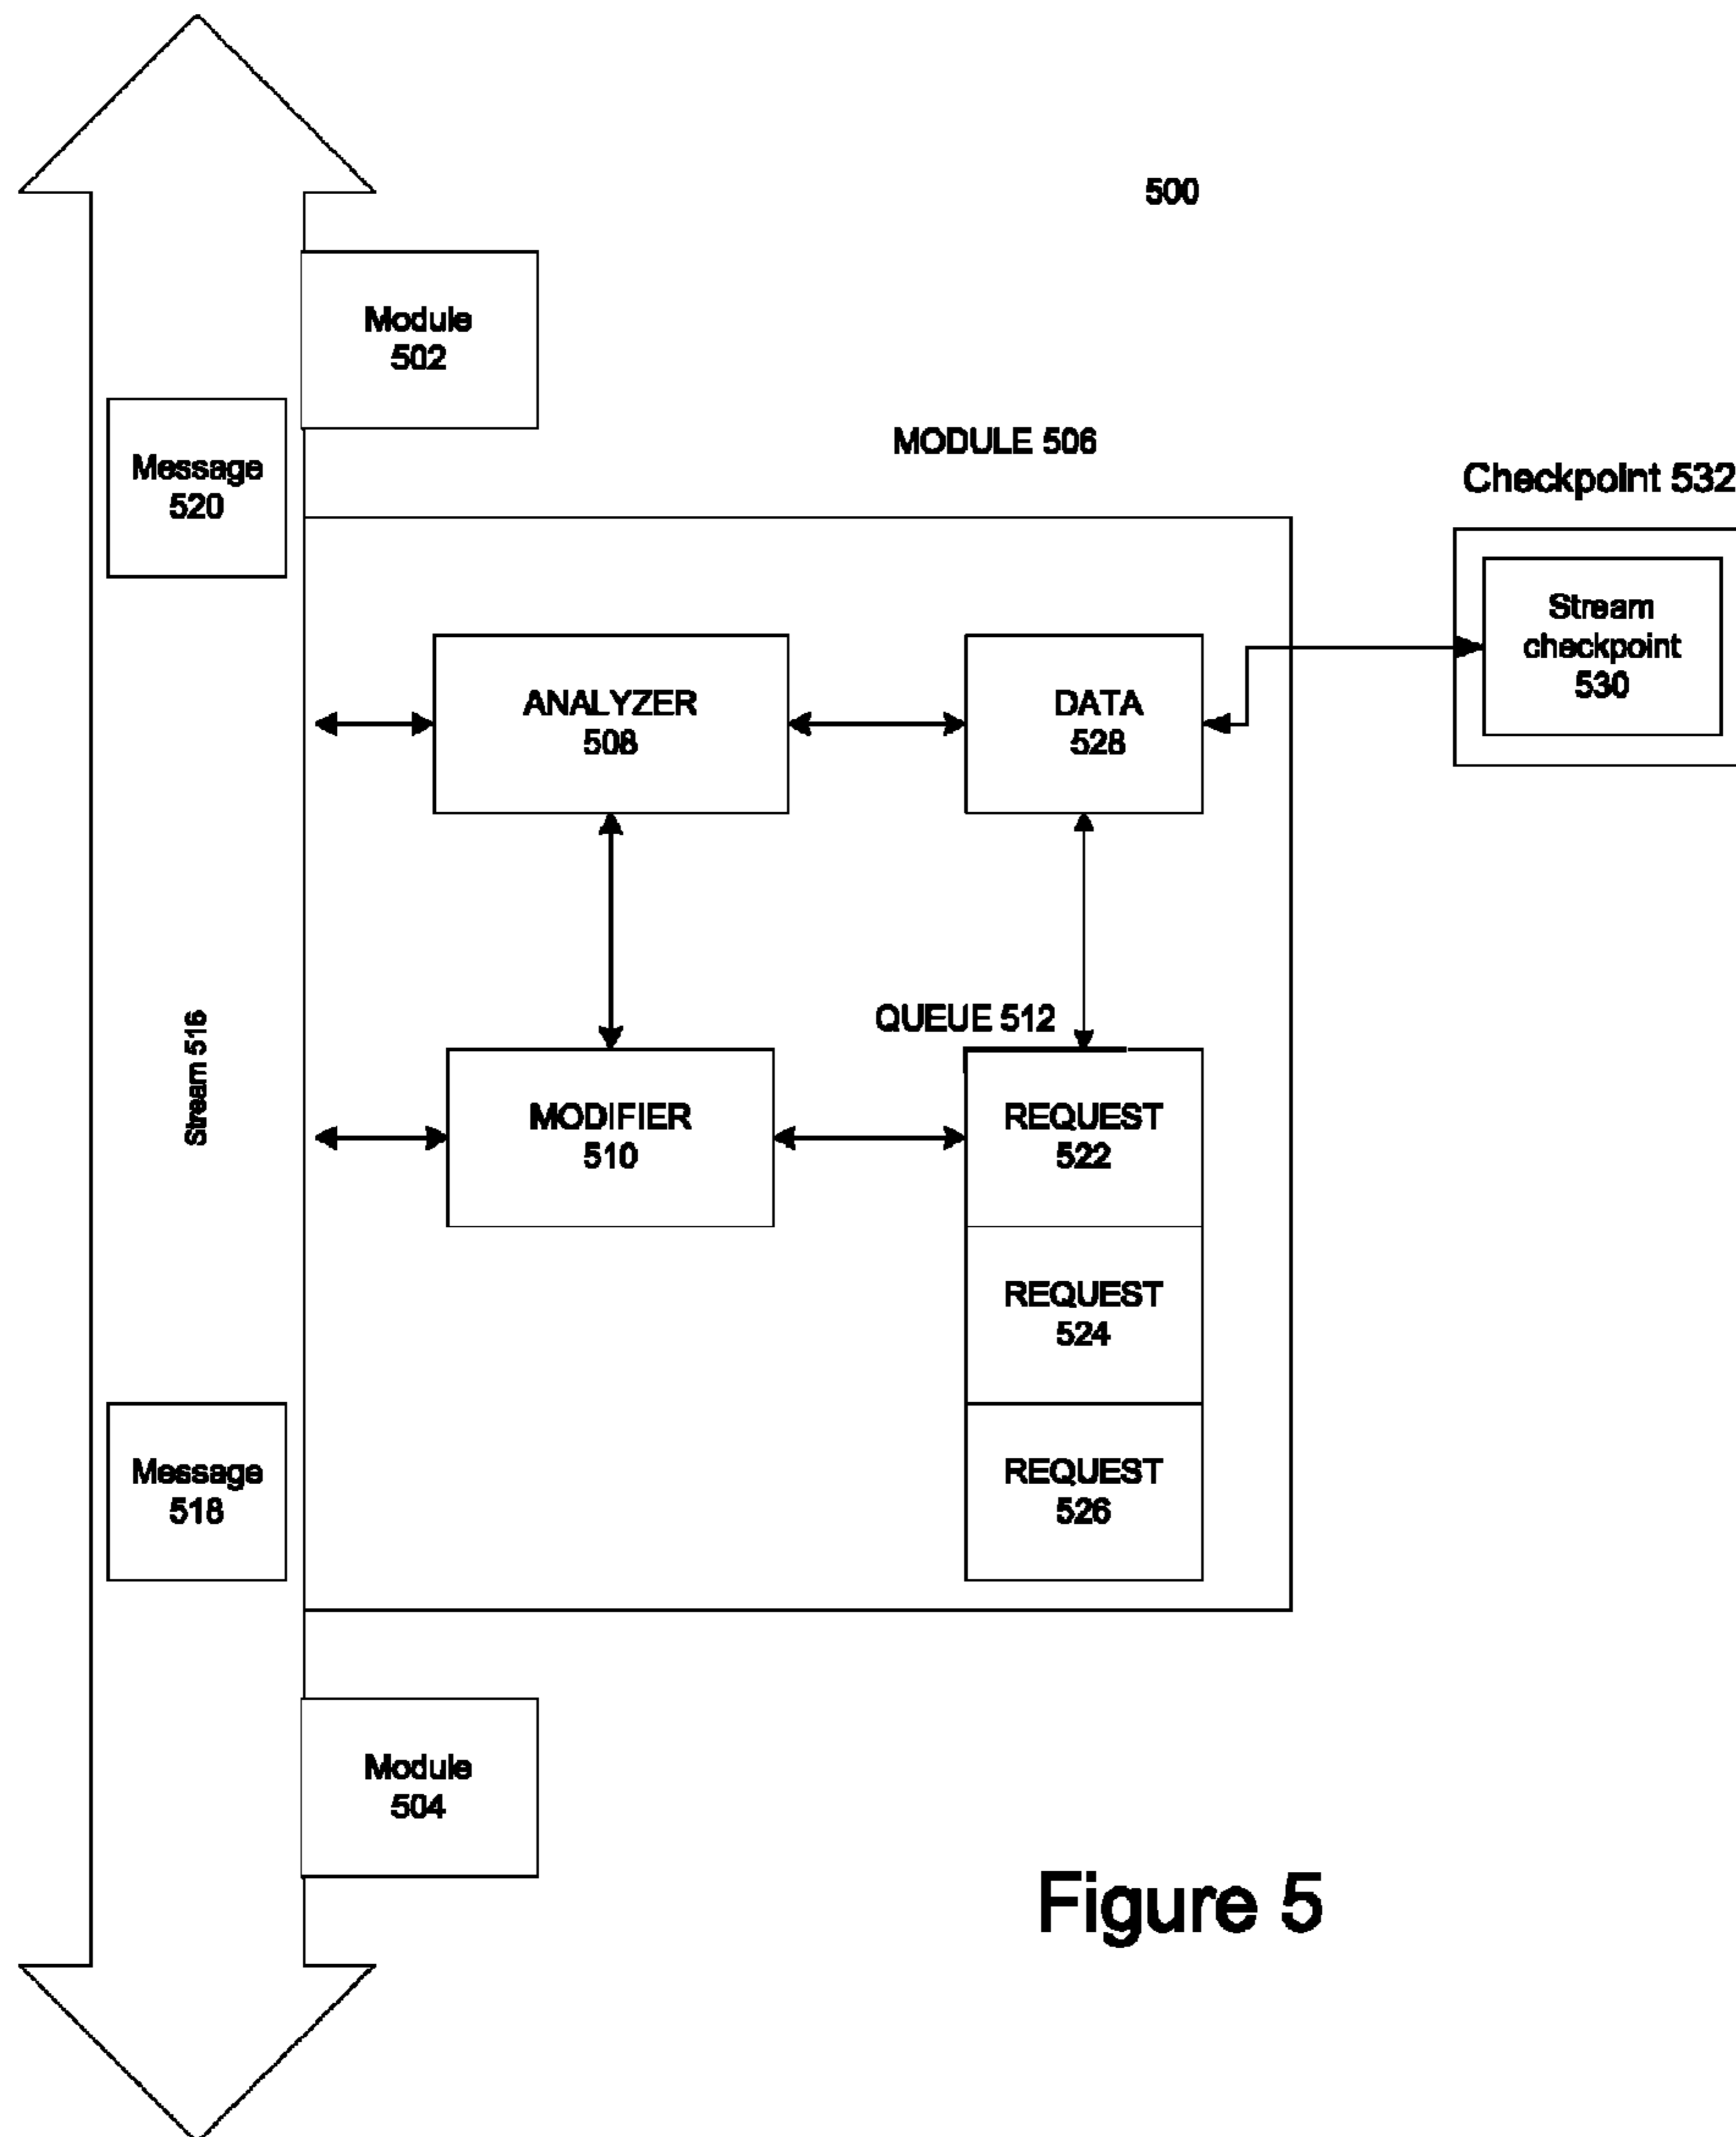 500
Module
502
MODULE 506
Message
520
Checkpoint 532
Stream
checkpoint
530
ANALYZER
508
DATA
528
Stream 516
QUEUE 512
MODIFIER
510
REQUEST
522
REQUEST
524
Message
518
REQUEST
526
Module
504
Figure 5